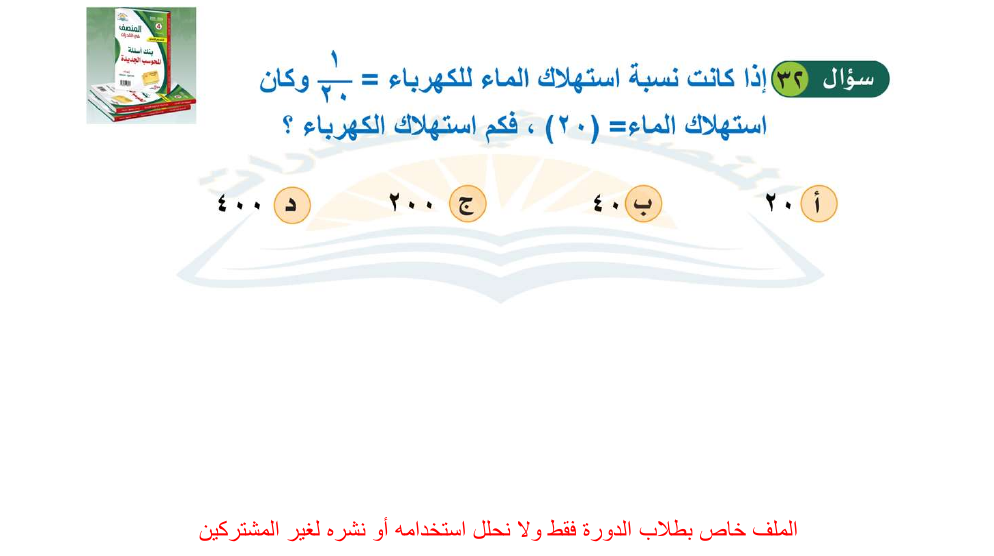 المنصف
في القدرات
بنك أسئلة
المحوسب الجديدة
سؤال ٣٢ إذا كانت نسبة استهلاك الماء للكهرباء = ١/٢٠ وكان
استهلاك الماء= (٢٠) ، فكم استهلاك الكهرباء ؟
أ ٢٠ ب ٤٠ ج ٢٠٠ د ٤٠٠
الملف خاص بطلاب الدورة فقط ولا نحلل استخدامه أو نشره لغير المشتركين